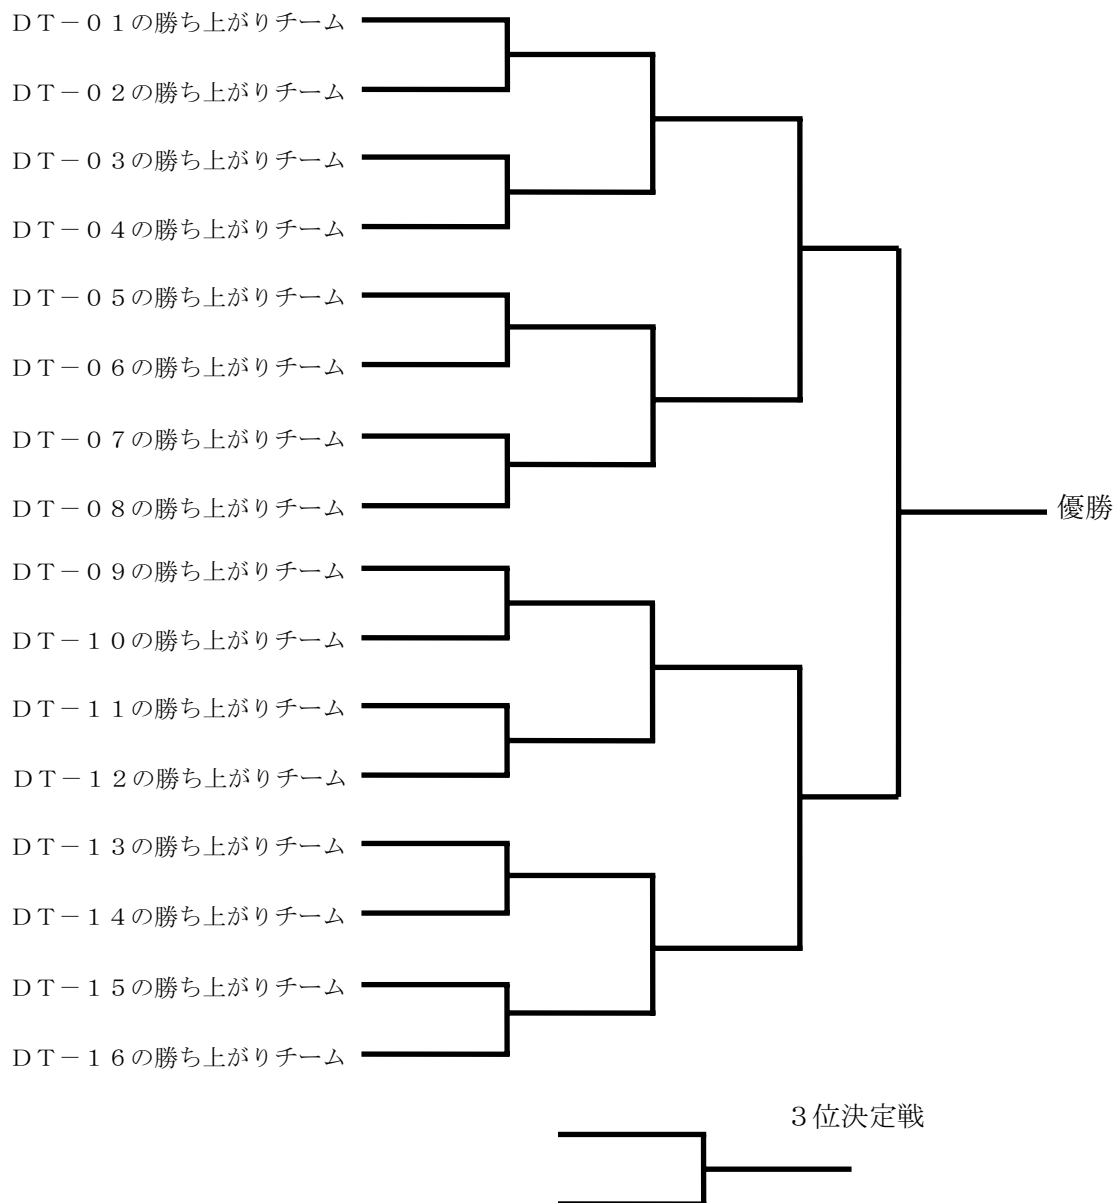 ＤＴ－０１の勝ち上がりチーム
ＤＴ－０２の勝ち上がりチーム
ＤＴ－０３の勝ち上がりチーム
ＤＴ－０４の勝ち上がりチーム
ＤＴ－０５の勝ち上がりチーム
ＤＴ－０６の勝ち上がりチーム
ＤＴ－０７の勝ち上がりチーム
ＤＴ－０８の勝ち上がりチーム
優勝
ＤＴ－０９の勝ち上がりチーム
ＤＴ－１０の勝ち上がりチーム
ＤＴ－１１の勝ち上がりチーム
ＤＴ－１２の勝ち上がりチーム
ＤＴ－１３の勝ち上がりチーム
ＤＴ－１４の勝ち上がりチーム
ＤＴ－１５の勝ち上がりチーム
ＤＴ－１６の勝ち上がりチーム
３位決定戦